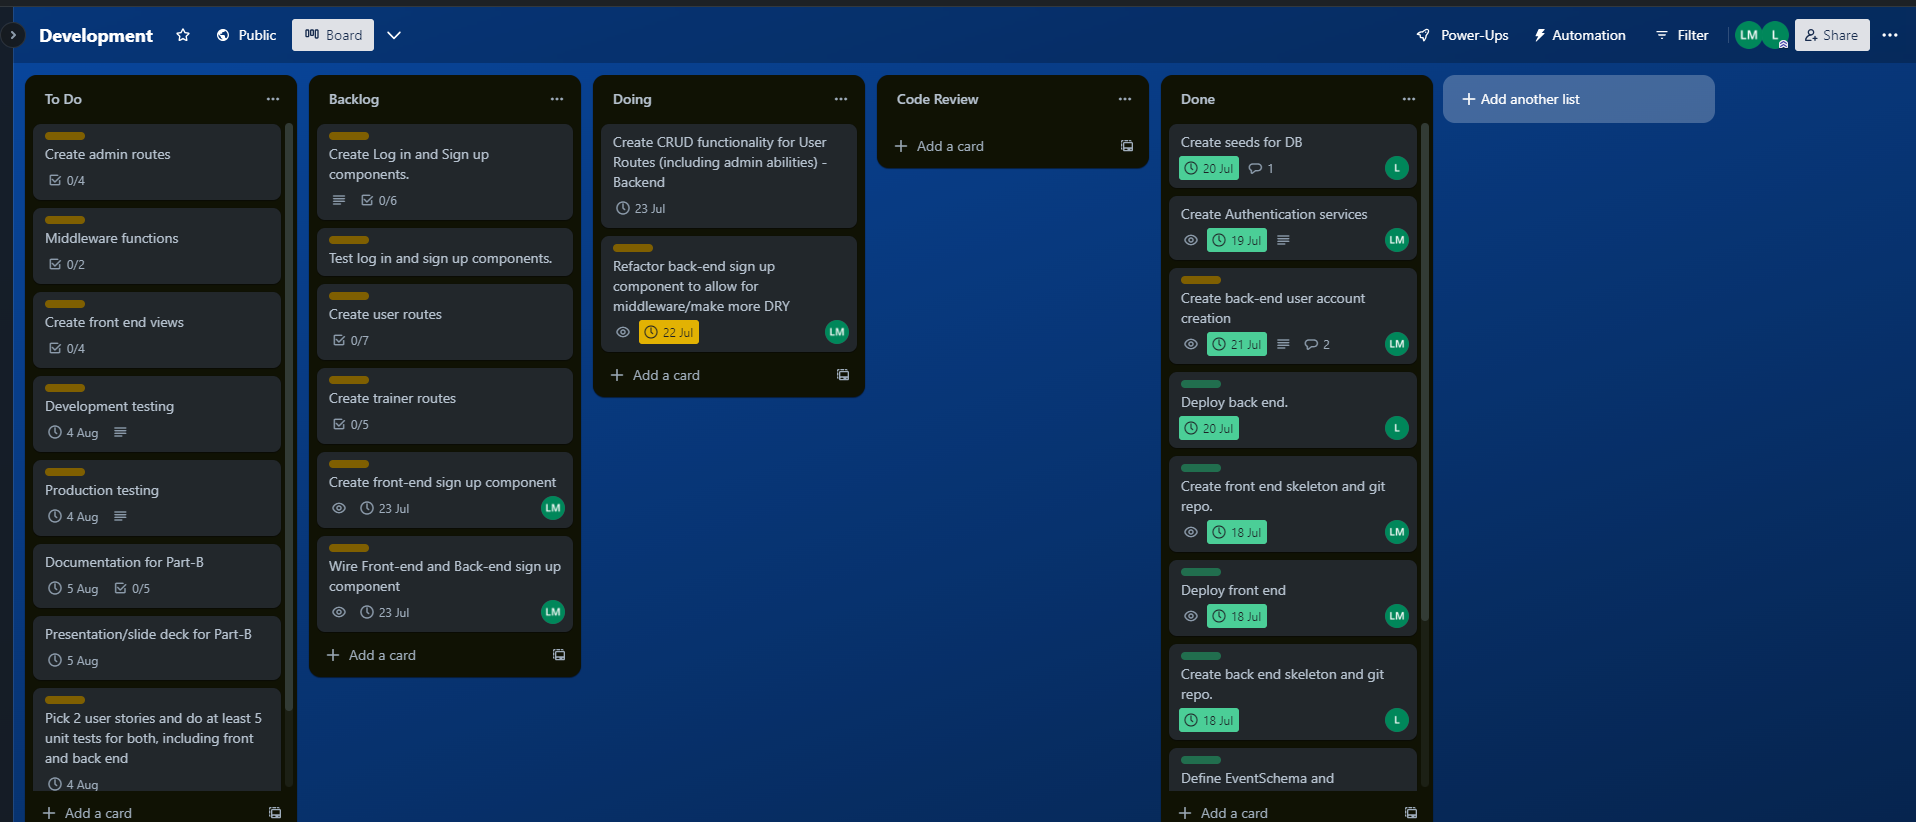 Development
Public
Board
Power-Ups
Automation
Filter
LM
L
Share
To Do
Create admin routes
0/4
Middleware functions
0/2
Create front end views
0/4
Development testing
4 Aug
Production testing
4 Aug
Documentation for Part-B
5 Aug
0/5
Presentation/slide deck for Part-B
5 Aug
Pick 2 user stories and do at least 5
unit tests for both, including front
and back end
4 Aug
Add a card
Backlog
Create Log in and Sign up
components.
0/6
Test log in and sign up components.
Create user routes
0/7
Create trainer routes
0/5
Create front-end sign up component
23 Jul
LM
Wire Front-end and Back-end sign up
component
23 Jul
LM
Add a card
Doing
Create CRUD functionality for User
Routes (including admin abilities) -
Backend
23 Jul
Refactor back-end sign up
component to allow for
middleware/make more DRY
22 Jul
LM
Add a card
Code Review
Add a card
Done
Create seeds for DB
20 Jul
1
L
Create Authentication services
19 Jul
LM
Create back-end user account
creation
21 Jul
2
LM
Deploy back end.
20 Jul
L
Create front end skeleton and git
repo.
18 Jul
LM
Deploy front end
18 Jul
LM
Create back end skeleton and git
repo.
18 Jul
L
Define EventSchema and
Add a card
Add another list